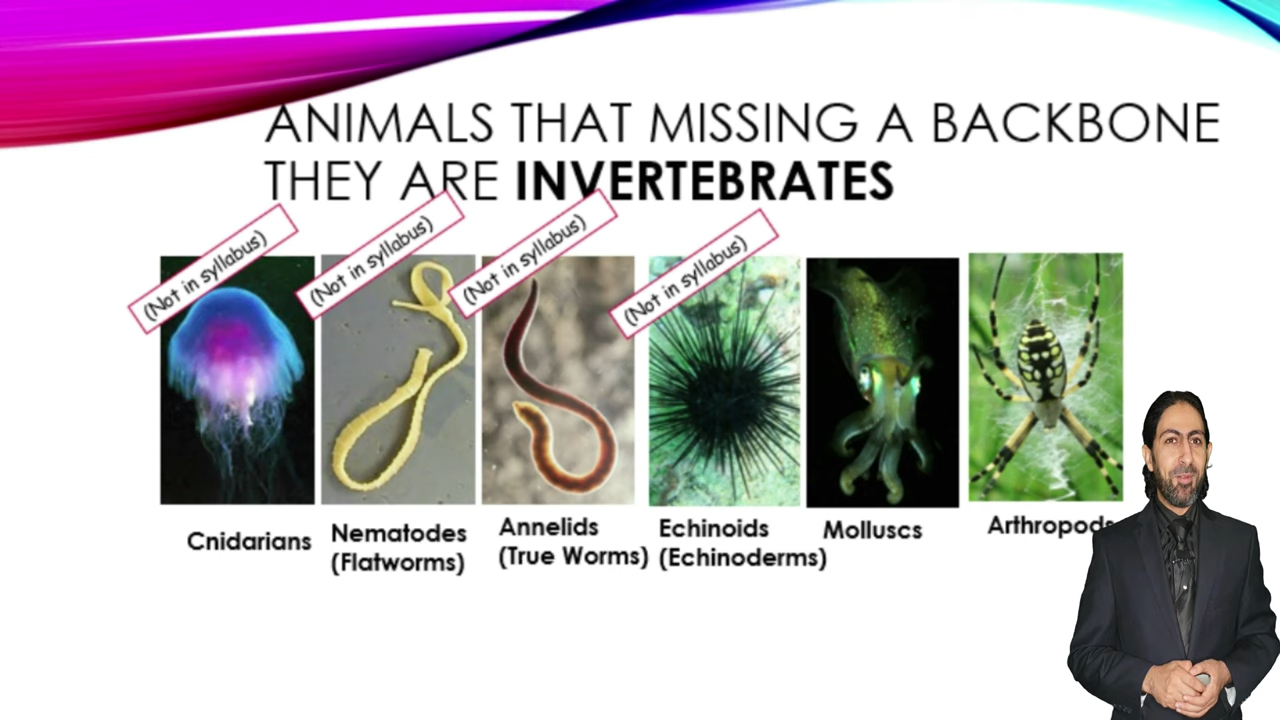 ANIMALS THAT MISSING A BACKBONE
THEY ARE INVERTEBRATES
(Not in syllabus)
(Not in syllabus)
(Not in syllabus)
(Not in syllabus)
Cnidarians
Nematodes
(Flatworms)
Annelids
(True Worms)
Echinoids
(Echinoderms)
Molluscs
Arthropods